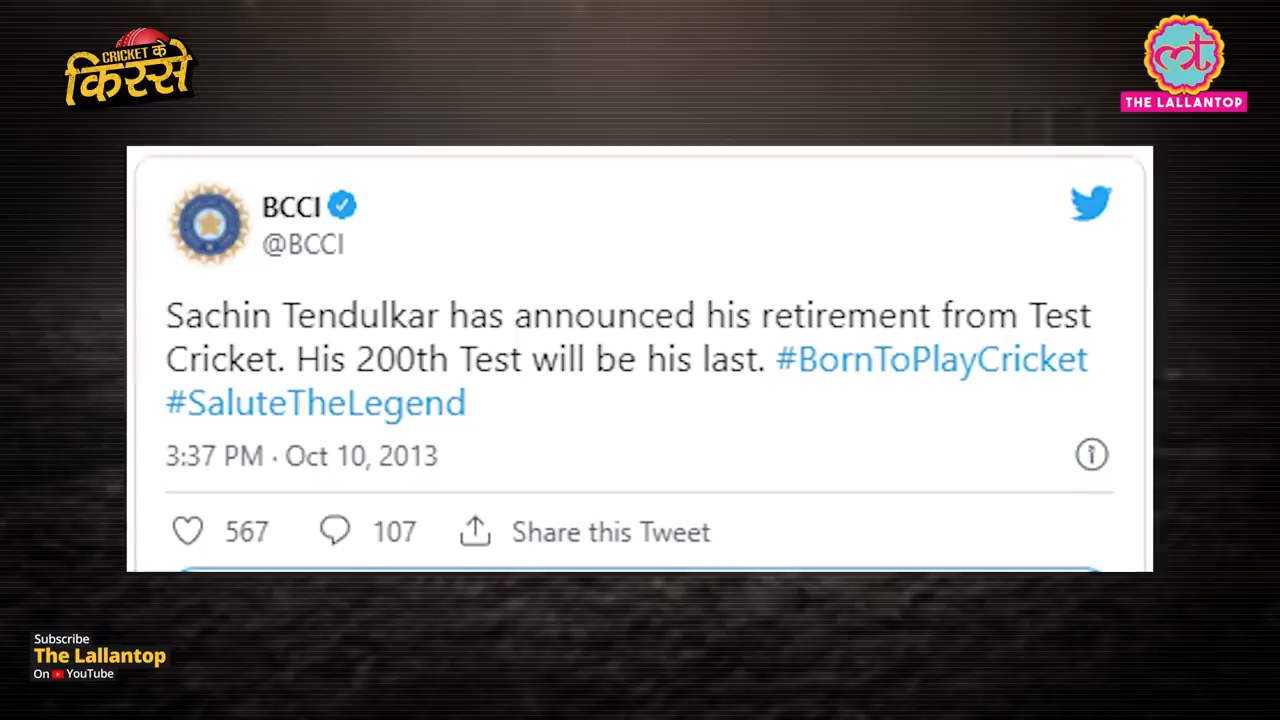 CRICKET के
किस्से
mt
THE LALLANTOP
BCCI
@BCCI
Sachin Tendulkar has announced his retirement from Test
Cricket. His 200th Test will be his last. #BornToPlayCricket
#SaluteTheLegend
3:37 PM · Oct 10, 2013
567 107 Share this Tweet
Subscribe
The Lallantop
On YouTube